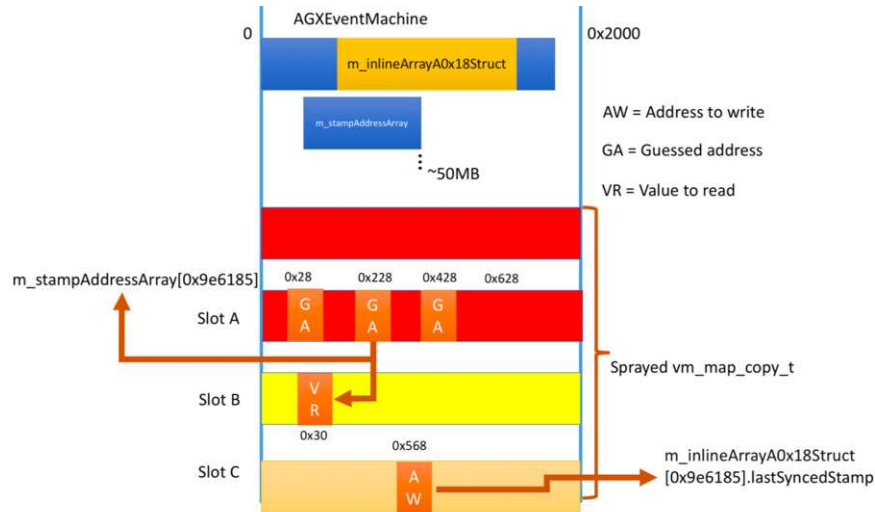 AGXEventMachine
0
0x2000
m_inlineArrayA0x18Struct
m_stampAddressArray
~50MB
AW = Address to write
GA = Guessed address
VR = Value to read
m_stampAddressArray[0x9e6185]
0x28
0x228
0x428
0x628
Slot A
G
A
G
A
G
A
Slot B
V
R
0x30
Sprayed vm_map_copy_t
0x568
Slot C
A
W
m_inlineArrayA0x18Struct
[0x9e6185].lastSyncedStamp